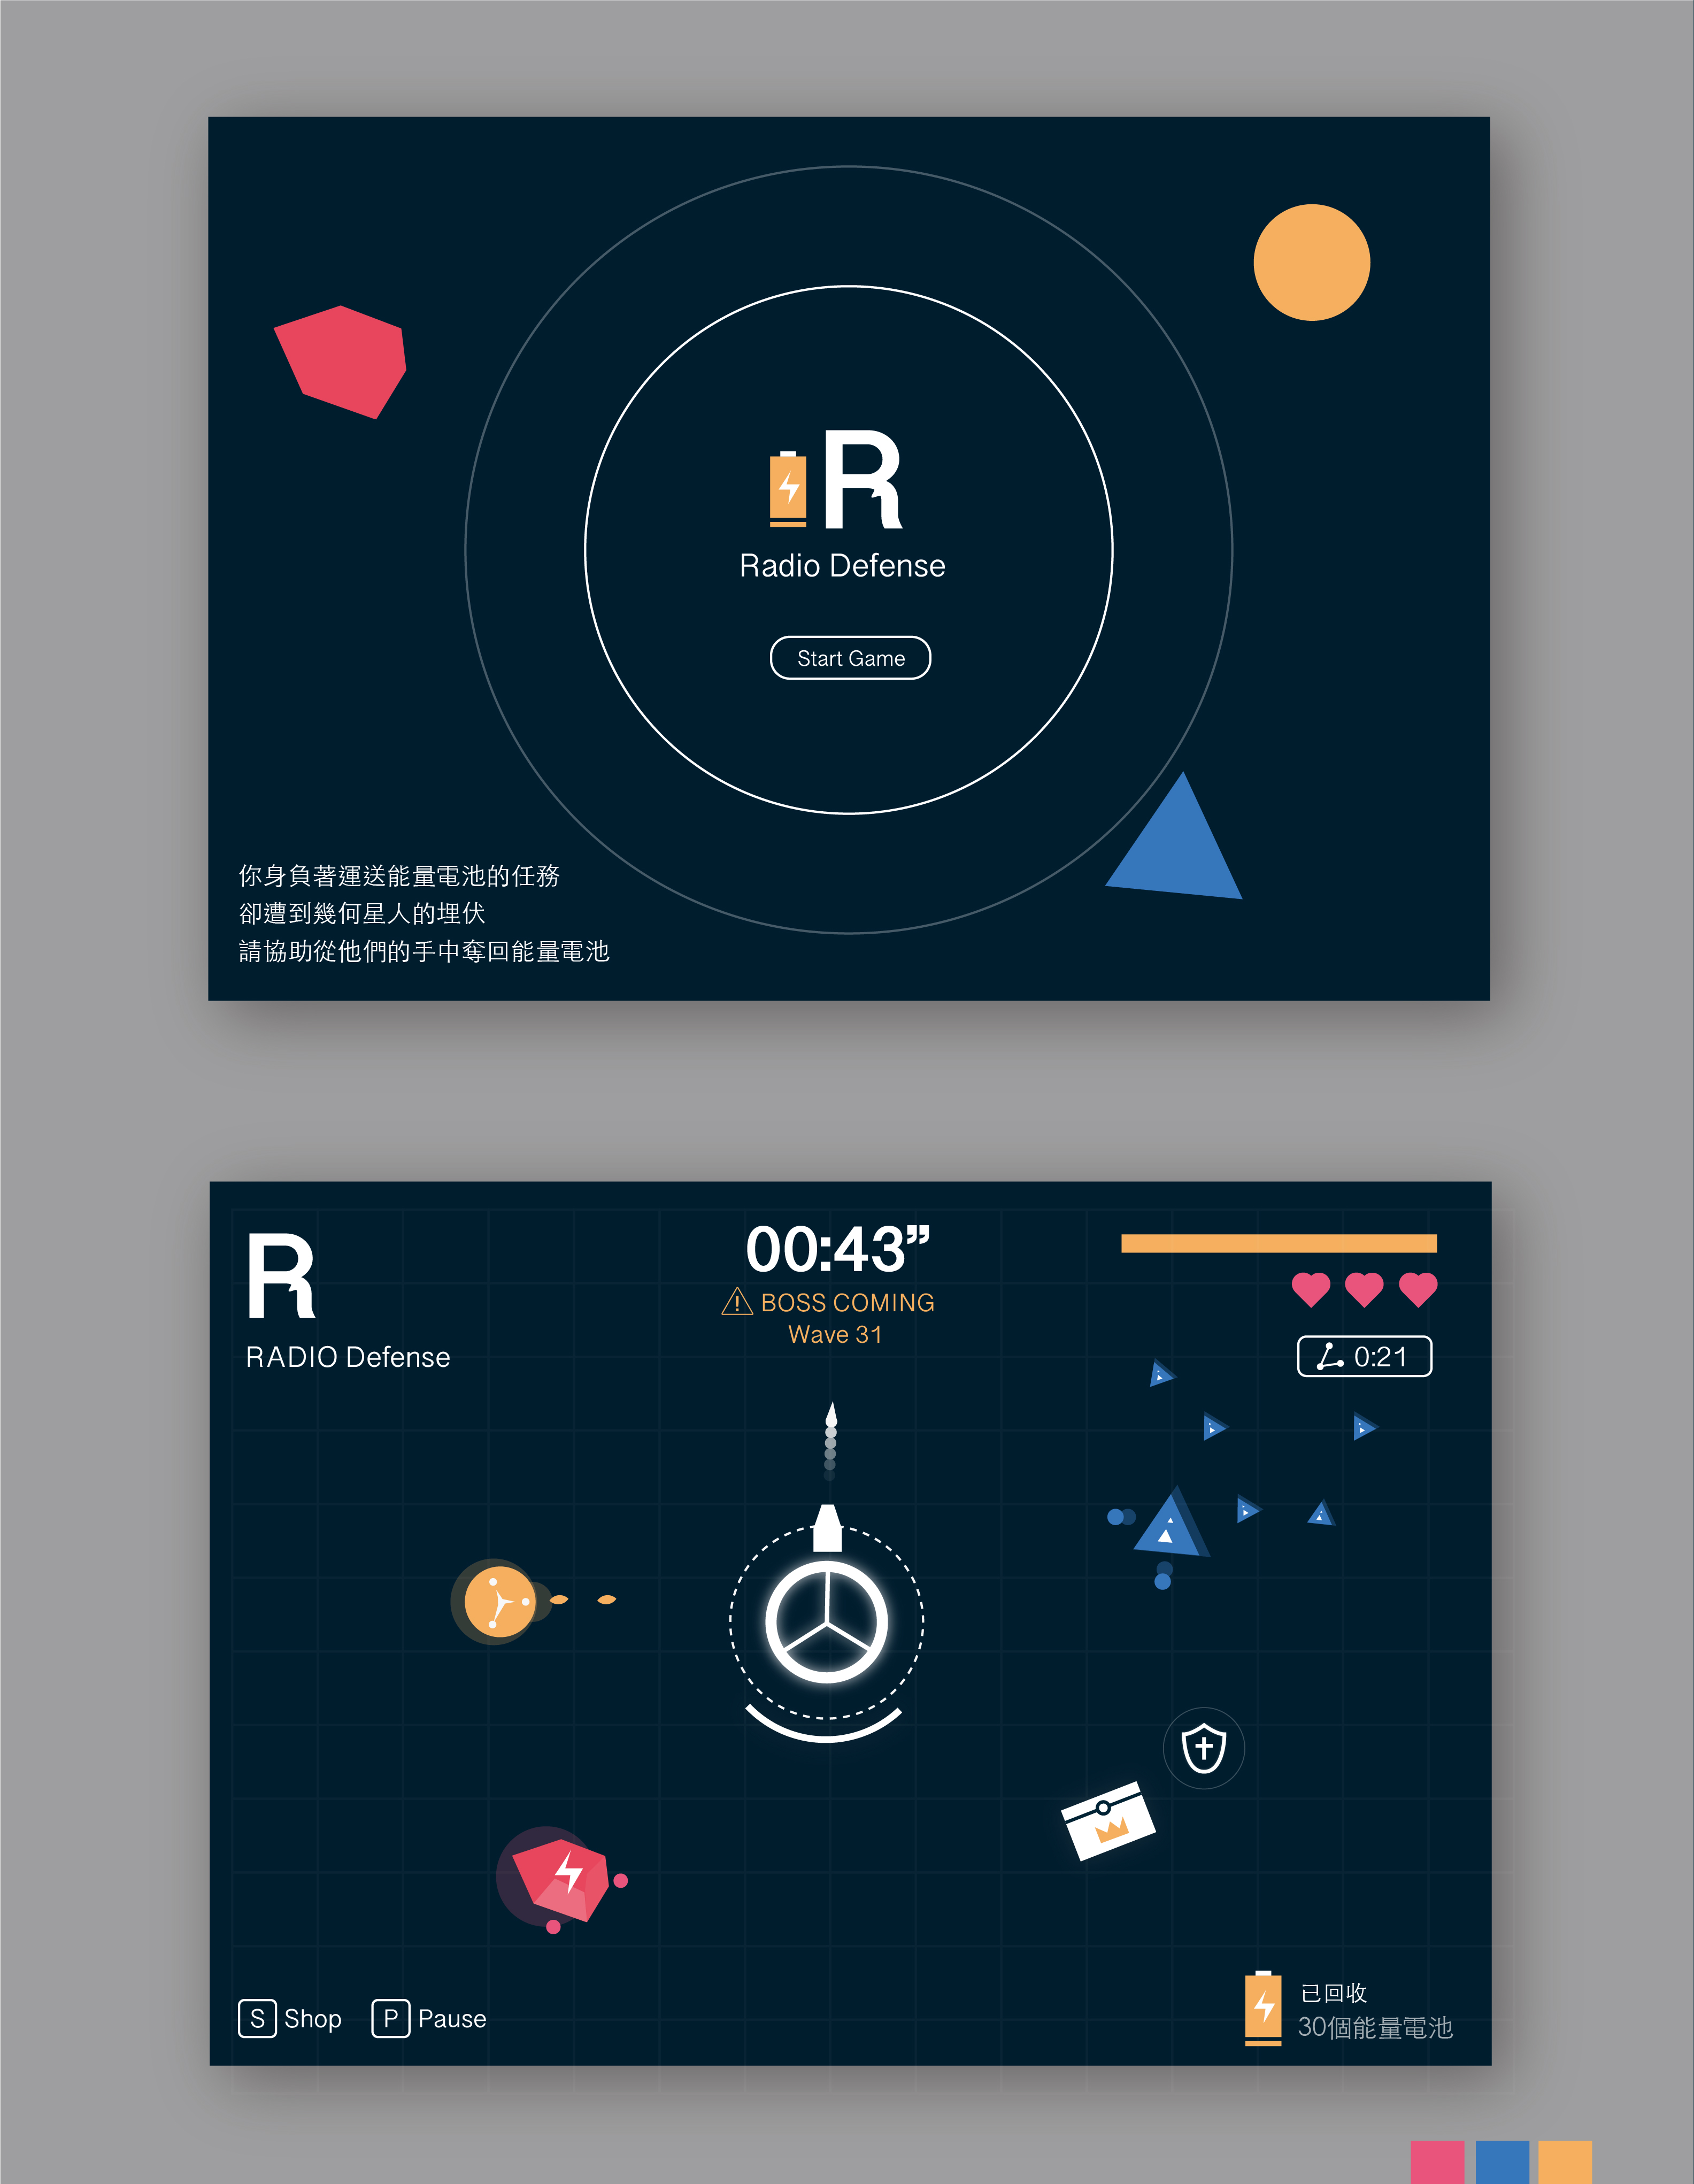 R
Radio Defense
Start Game
你身負著運送能量電池的任務
卻遭到幾何星人的埋伏
請協助從他們的手中奪回能量電池
R
RADIO Defense
00:43”
BOSS COMING
Wave 31
0:21
S Shop
P Pause
已回收
30個能量電池